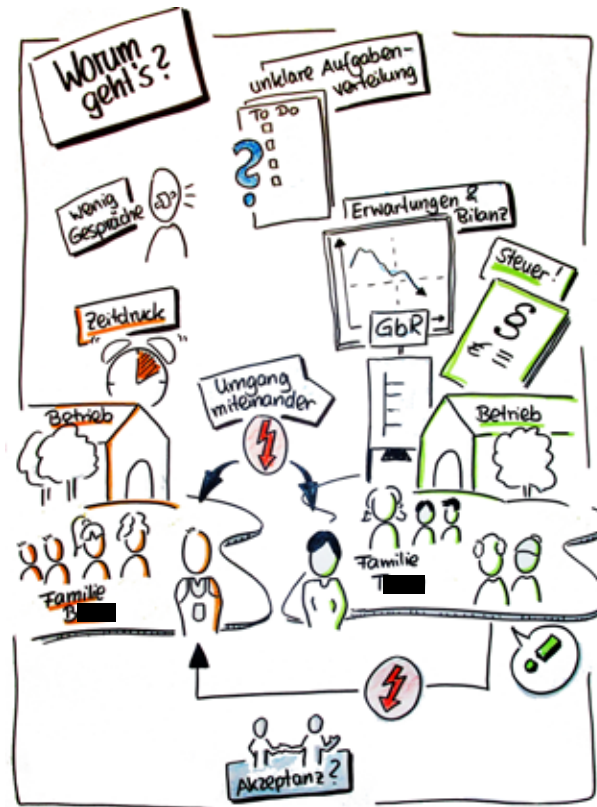 Worum
geht's?
unklare Aufgaben-
verteilung
To Do
?
wenig
Gespräche
Erwartungen &
Bilanz
Steuer!
§
€
Zeitdruck
GbR
Umgang
miteinander
Betrieb
Betrieb
Familie
B
Familie
T
!
Akzeptanz?